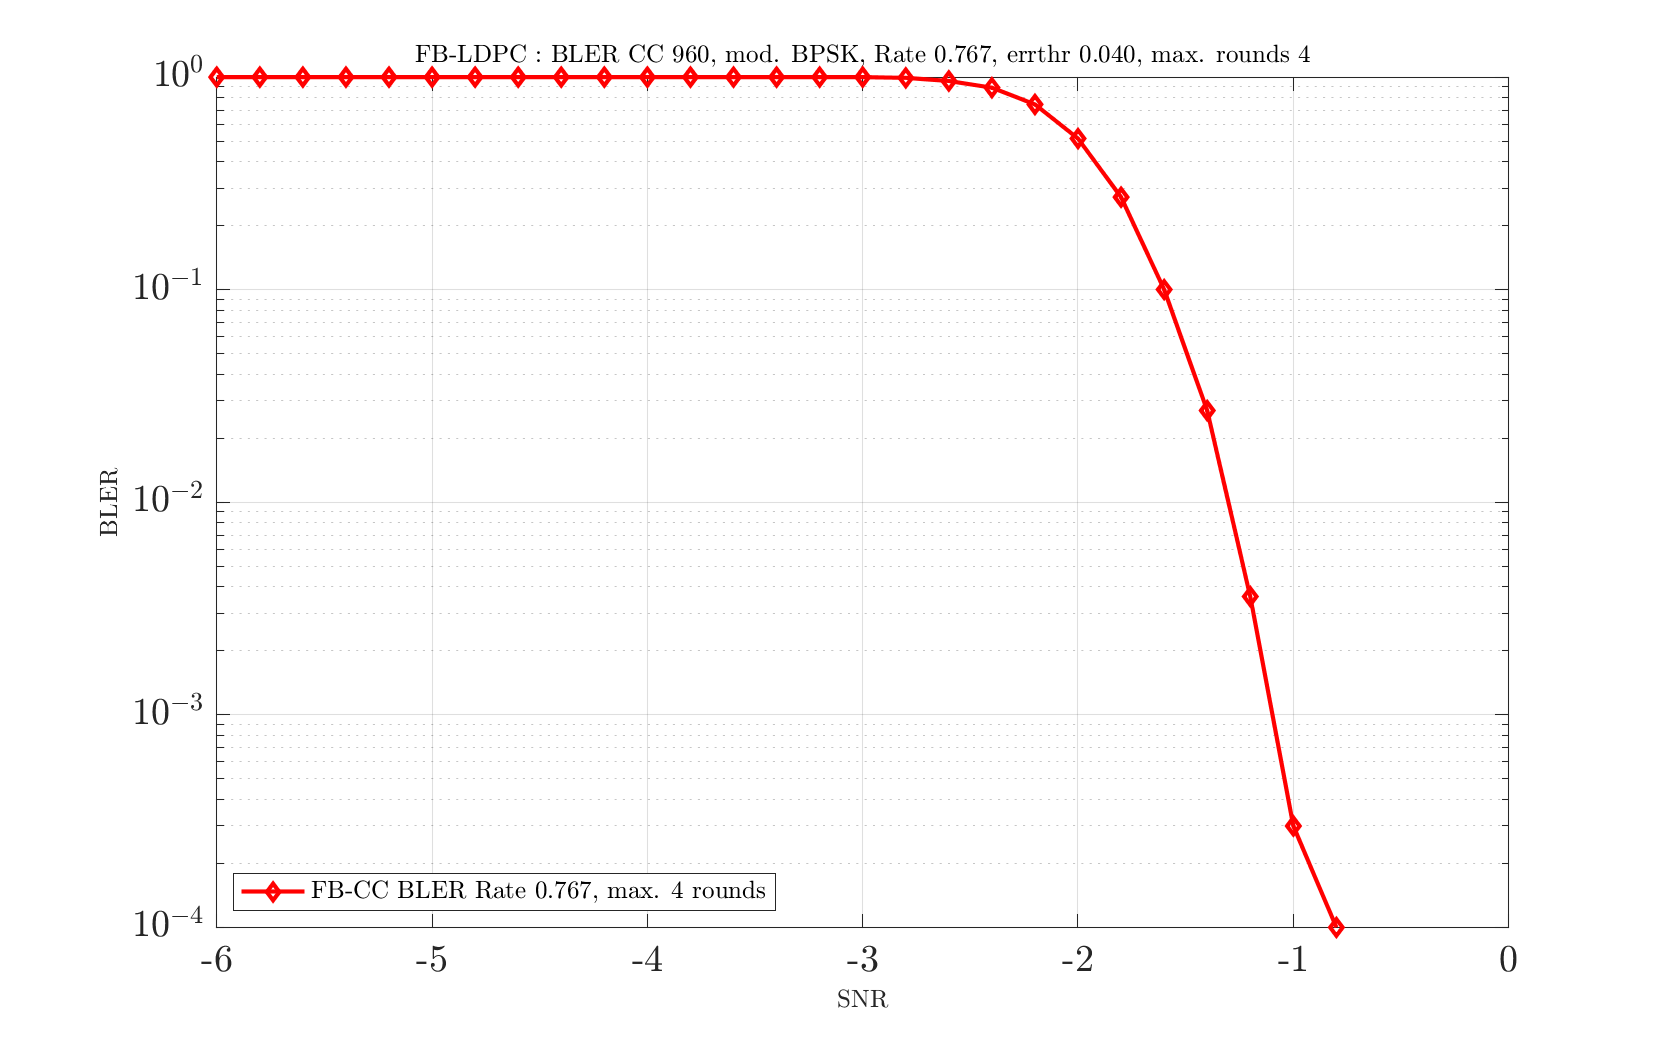 FB-LDPC : BLER CC 960, mod. BPSK, Rate 0.767, errthr 0.040, max. rounds 4
10^0
10^-1
10^-2
10^-3
10^-4
BLER
FB-CC BLER Rate 0.767, max. 4 rounds
-6 -5 -4 -3 -2 -1 0
SNR